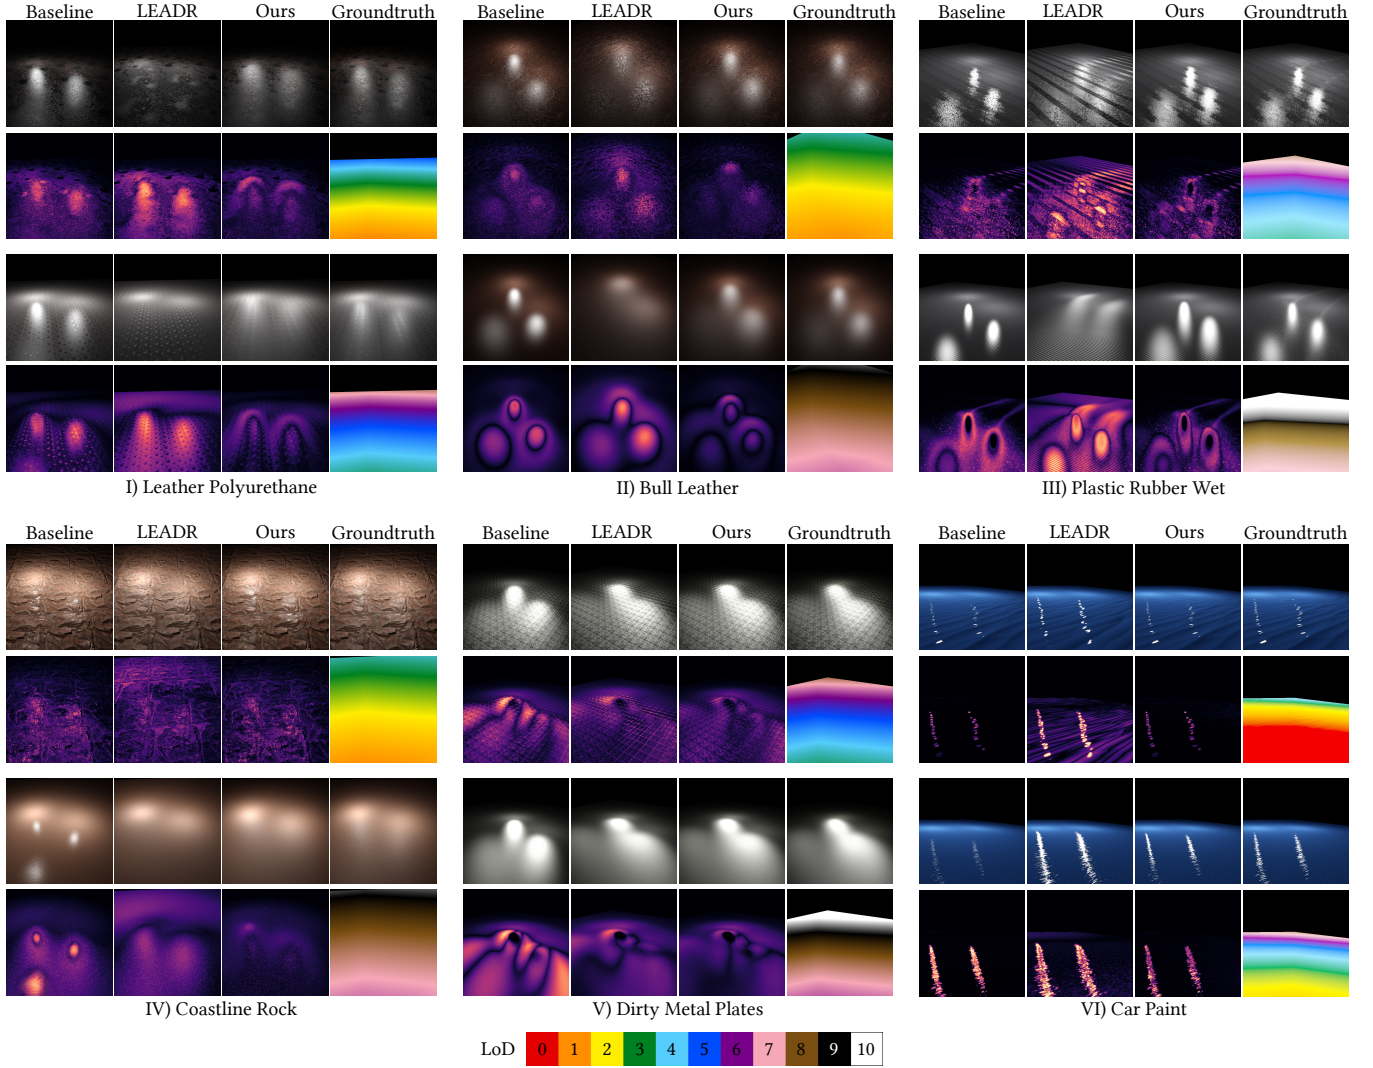 Baseline LEADR Ours Groundtruth Baseline LEADR Ours Groundtruth Baseline LEADR Ours Groundtruth
I) Leather Polyurethane II) Bull Leather III) Plastic Rubber Wet
Baseline LEADR Ours Groundtruth Baseline LEADR Ours Groundtruth Baseline LEADR Ours Groundtruth
IV) Coastline Rock V) Dirty Metal Plates VI) Car Paint
LoD 0 1 2 3 4 5 6 7 8 9 10